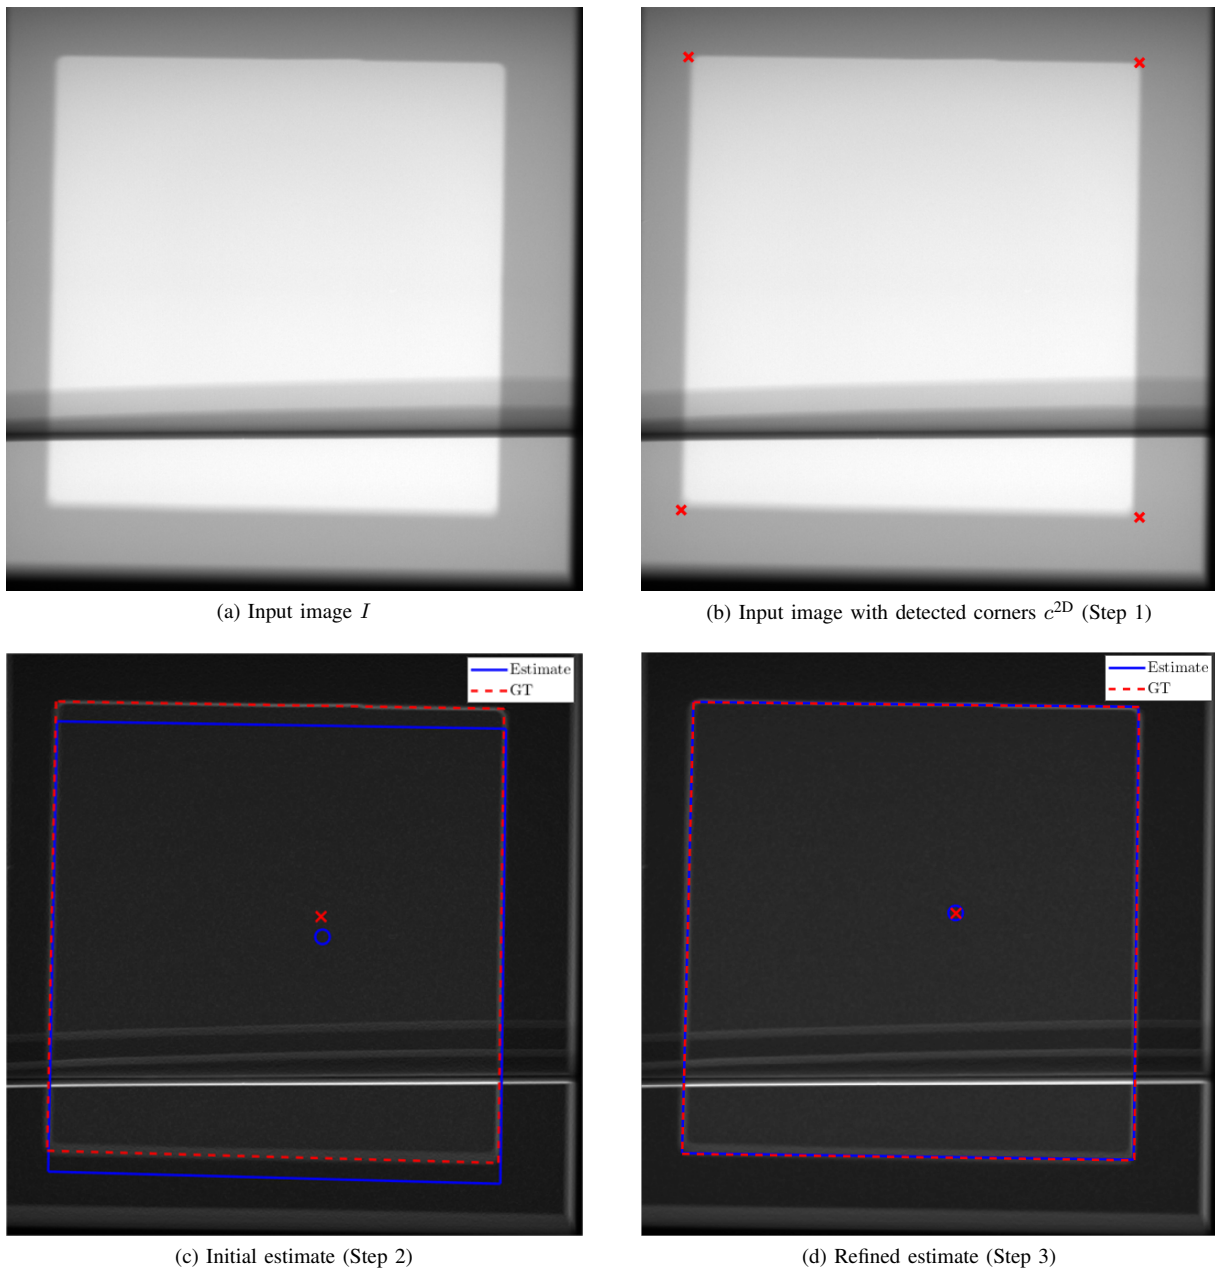 (a) Input image I
(b) Input image with detected corners c2D (Step 1)
Estimate
GT
Estimate
GT
(c) Initial estimate (Step 2)
(d) Refined estimate (Step 3)